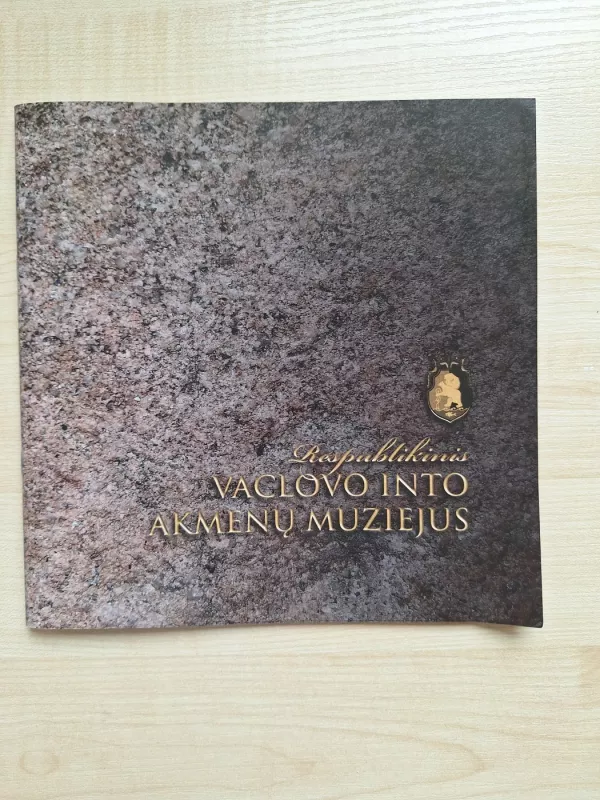 Respublikinis
VACLOVO INTO
AKMENŲ MUZIEJUS